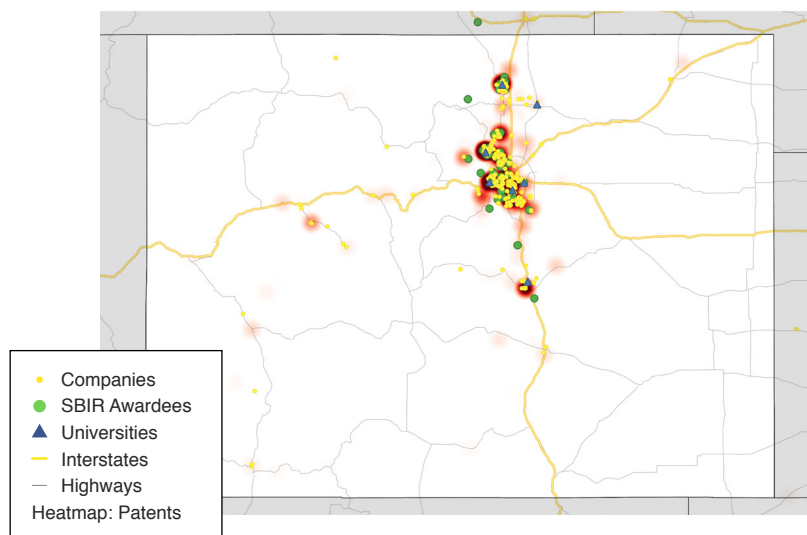 Companies
SBIR Awardees
Universities
Interstates
Highways
Heatmap: Patents